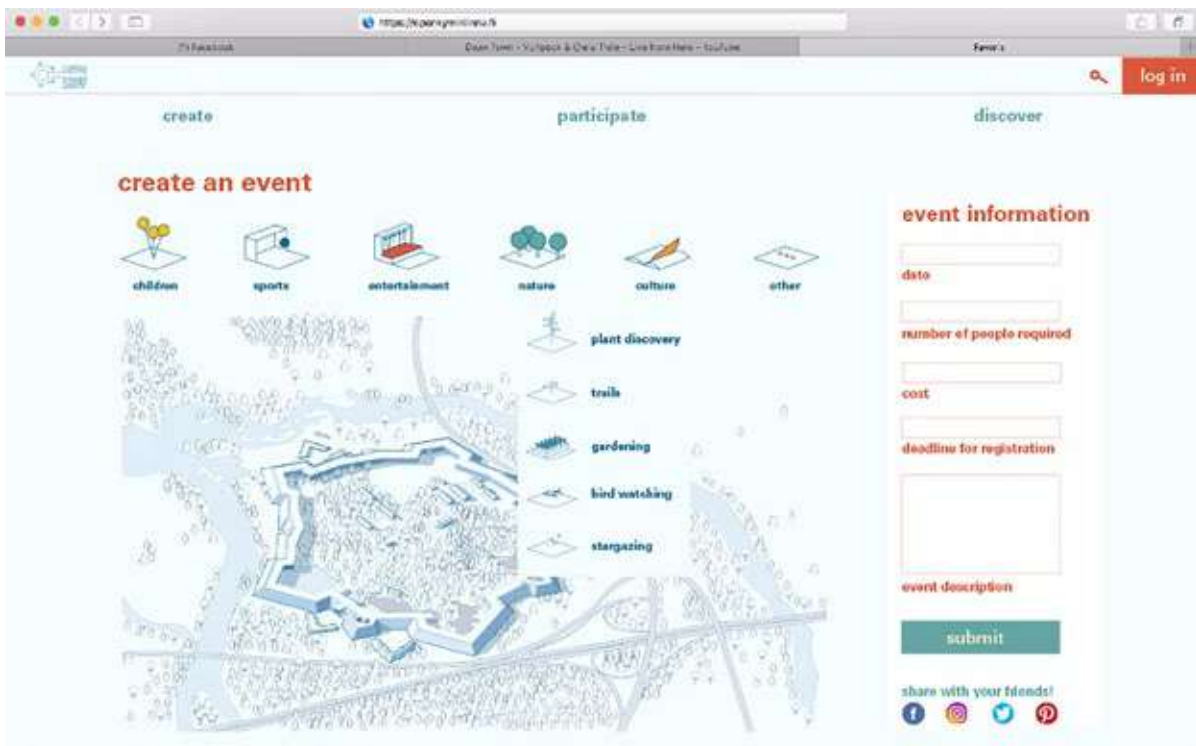 Facebook
YouTube
log in
create
participate
discover
create an event
children
sports
entertainment
nature
culture
other
plant discovery
trails
gardening
bird watching
stargazing
event information
date
number of people required
cost
deadline for registration
event description
submit
share with your friends!